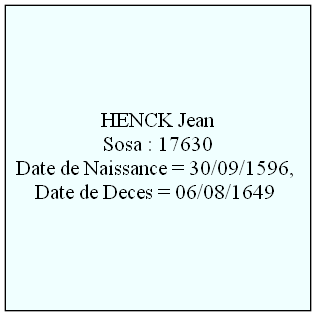 HENCK Jean
Sosa : 17630
Date de Naissance = 30/09/1596,
Date de Deces = 06/08/1649